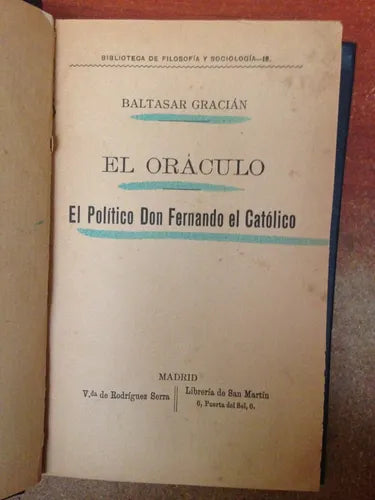 BIBLIOTECA DE FILOSOFÍA Y SOCIOLOGÍA—18.
BALTASAR GRACIÁN
EL ORÁCULO
El Político Don Fernando el Católico
MADRID
V.da de Rodríguez Serra
Librería de San Martín
6, Puerta del Sol, 6.